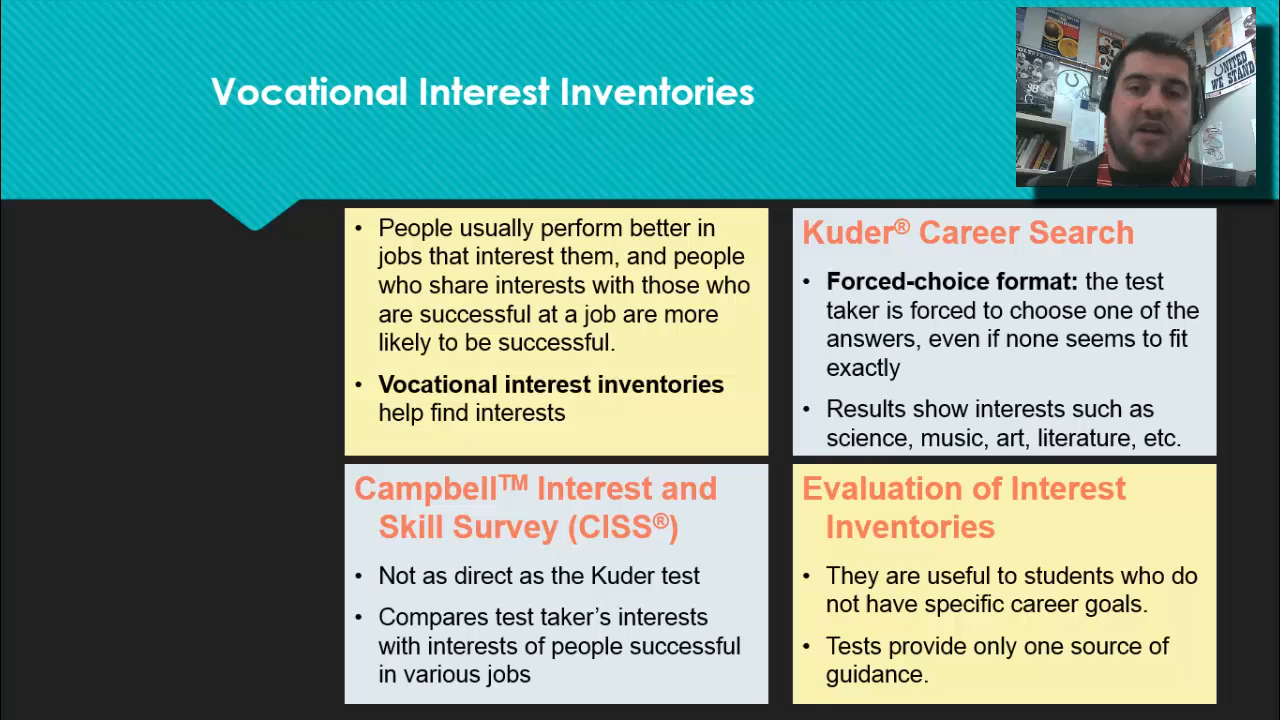 Vocational Interest Inventories
UNITED
WE STAND
98
• People usually perform better in
jobs that interest them, and people
who share interests with those who
are successful at a job are more
likely to be successful.
• Vocational interest inventories
help find interests
Kuder® Career Search
• Forced-choice format: the test
taker is forced to choose one of the
answers, even if none seems to fit
exactly
• Results show interests such as
science, music, art, literature, etc.
Campbell™ Interest and
Skill Survey (CISS®)
• Not as direct as the Kuder test
• Compares test taker’s interests
with interests of people successful
in various jobs
Evaluation of Interest
Inventories
• They are useful to students who do
not have specific career goals.
• Tests provide only one source of
guidance.